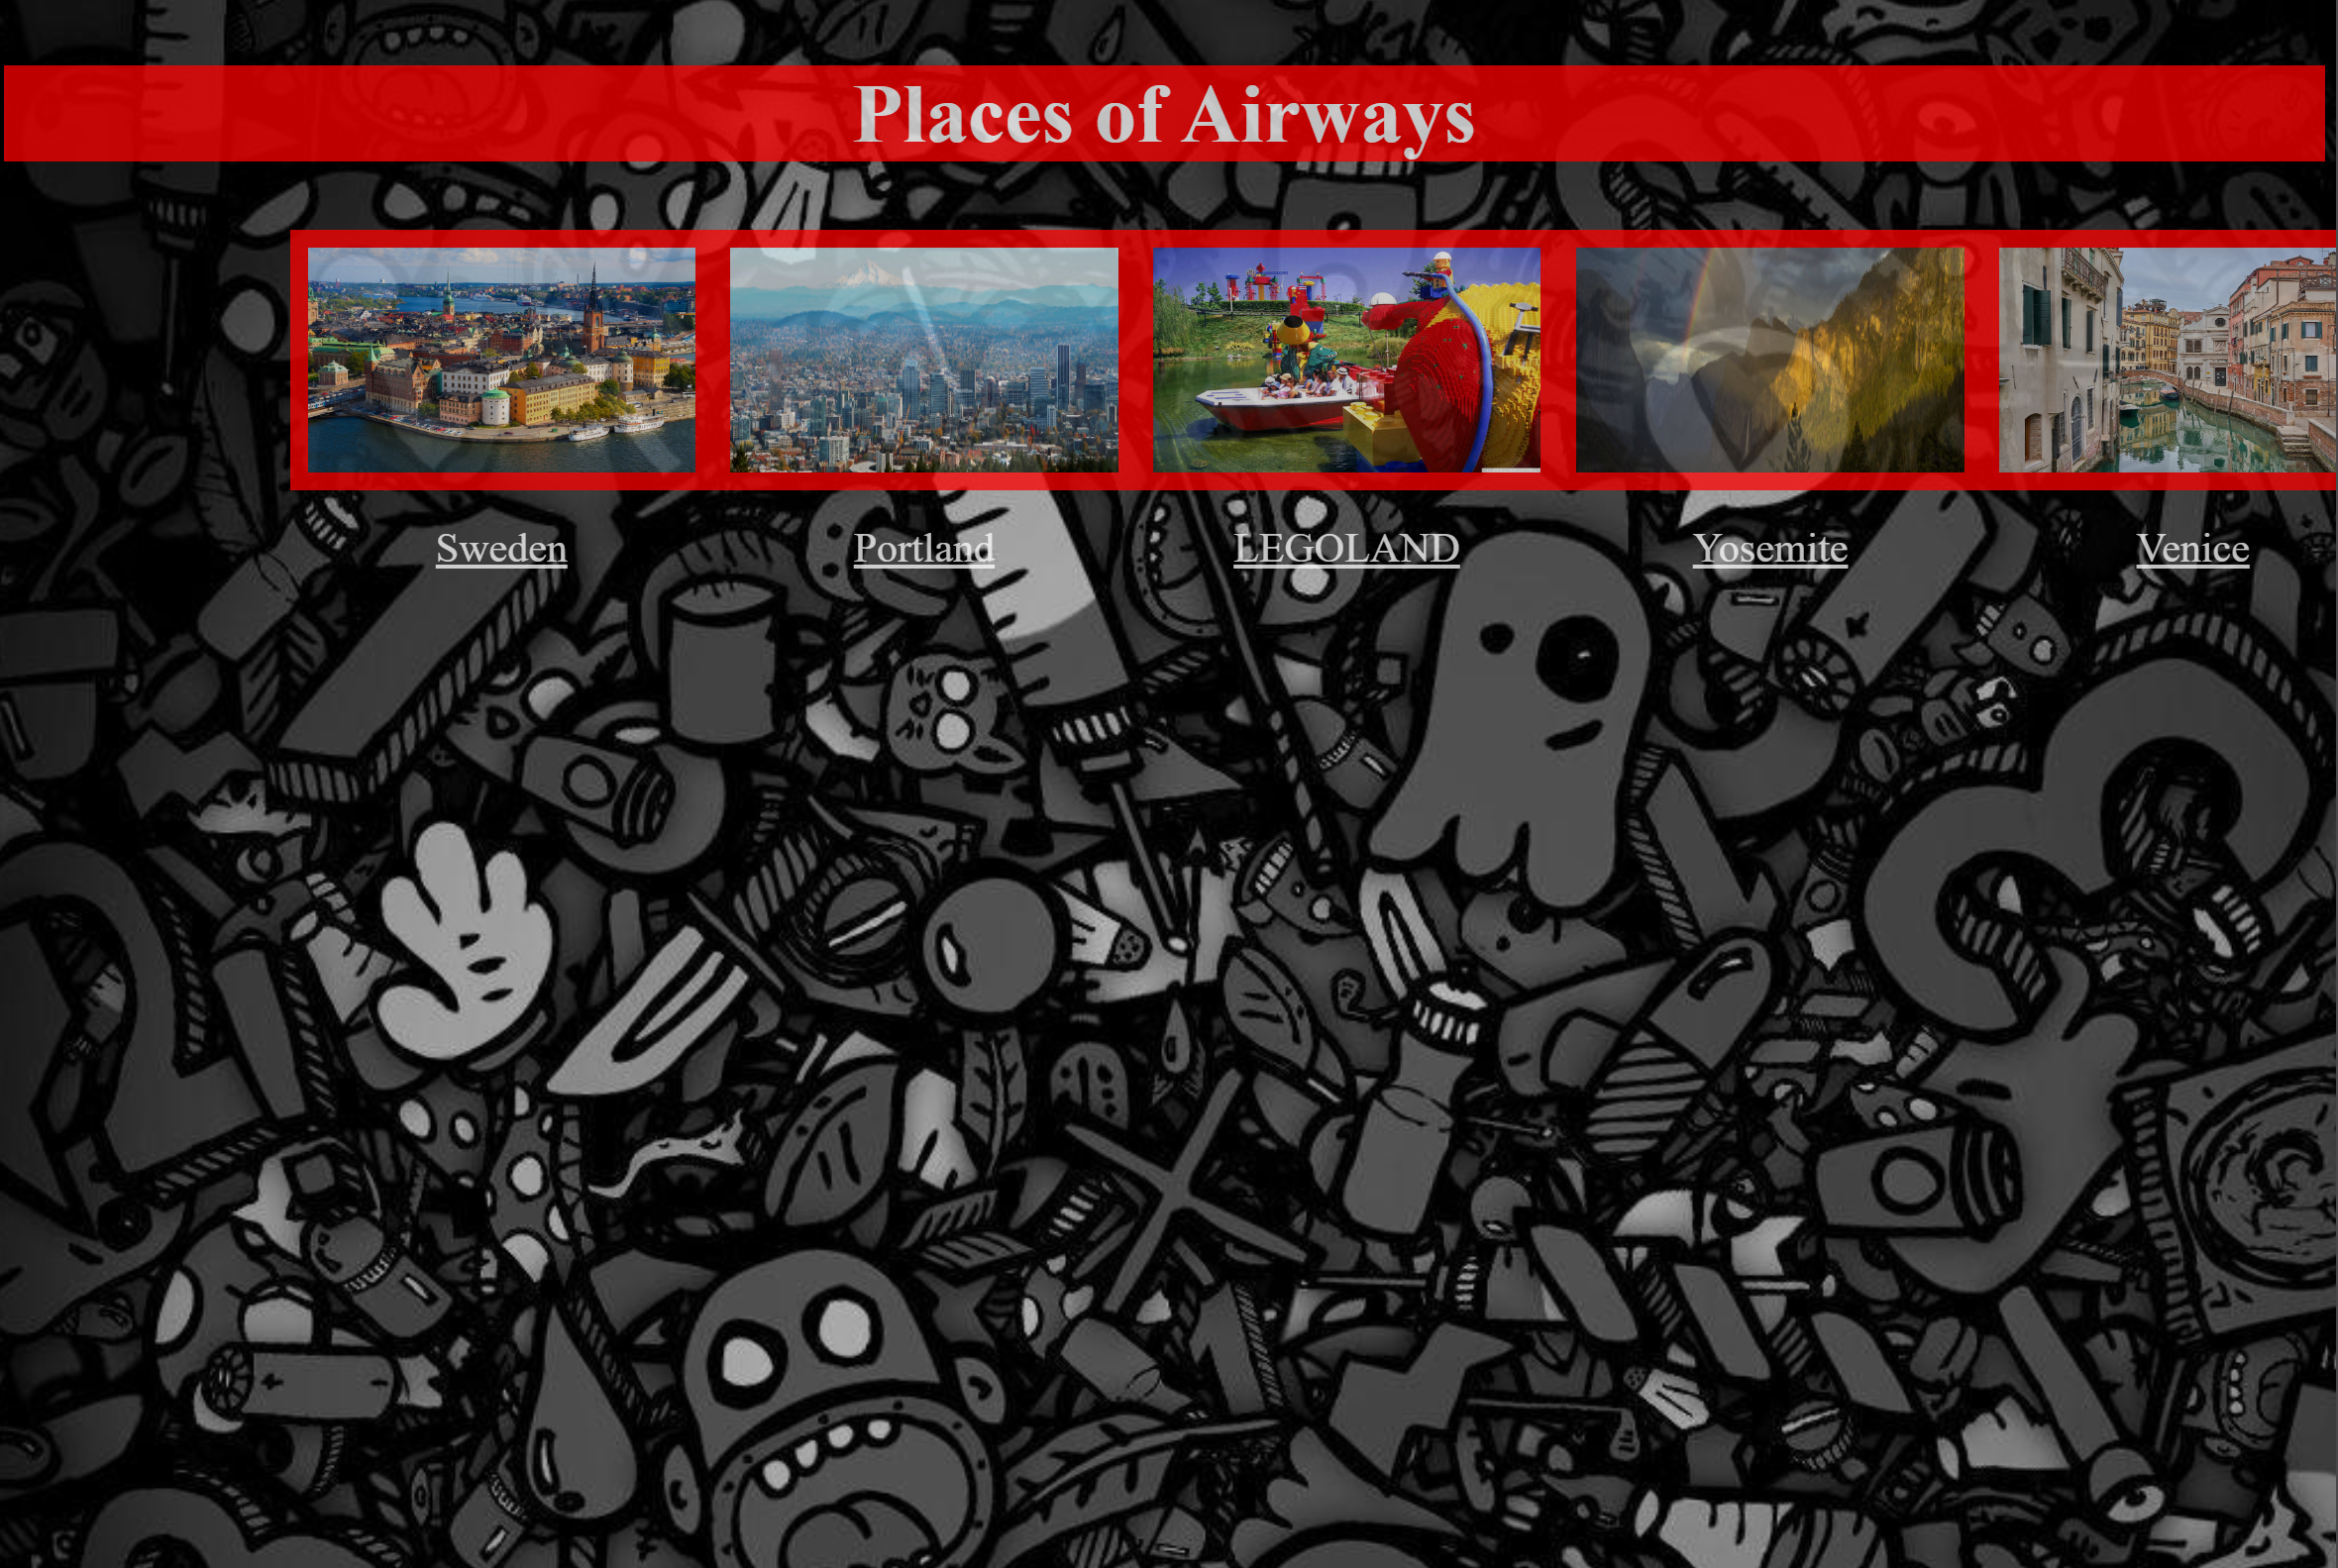 Places of Airways
Sweden
Portland
LEGOLAND
Yosemite
Venice